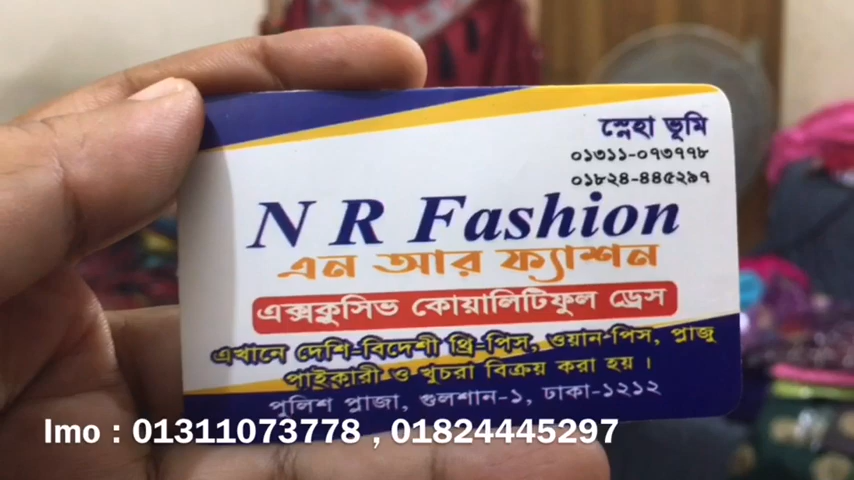 স্নেহা ভূমি
০১৩১১-০৭৩৭৭৮
০১৮২৪-৪৪৫২৯৭
N R Fashion
এন আর ফ্যাশন
এক্সক্লুসিভ কোয়ালিটিফুল ড্রেস
এখানে দেশি-বিদেশী থ্রি-পিস, ওয়ান-পিস, প্লাজু
পাইকারী ও খুচরা বিক্রয় করা হয় ।
পুলিশ প্লাজা, গুলশান-১, ঢাকা-১২১২
Imo : 01311073778 , 01824445297